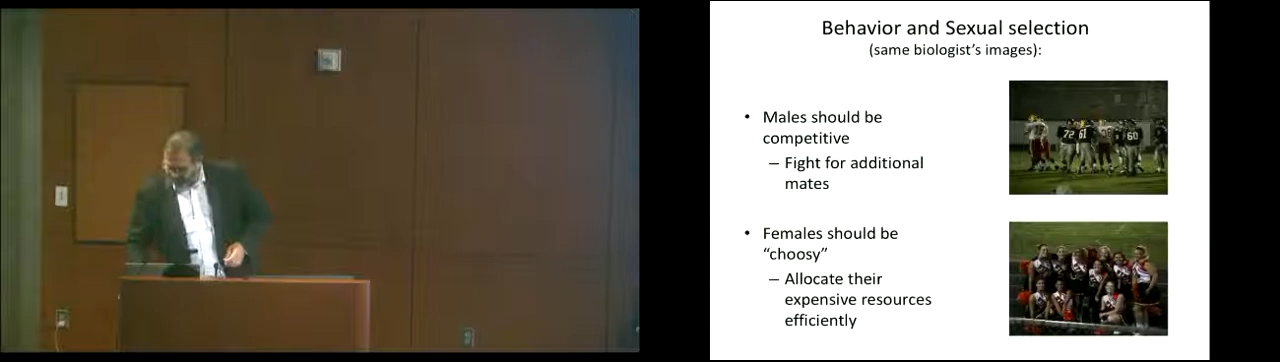 Behavior and Sexual selection
(same biologist's images):
• Males should be
competitive
– Fight for additional
mates
• Females should be
"choosy"
– Allocate their
expensive resources
efficiently
72
61
60